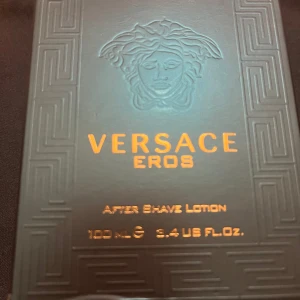 VERSACE
EROS
AFTER SHAVE LOTION
100 ML ℮ 3.4 US FL.OZ.